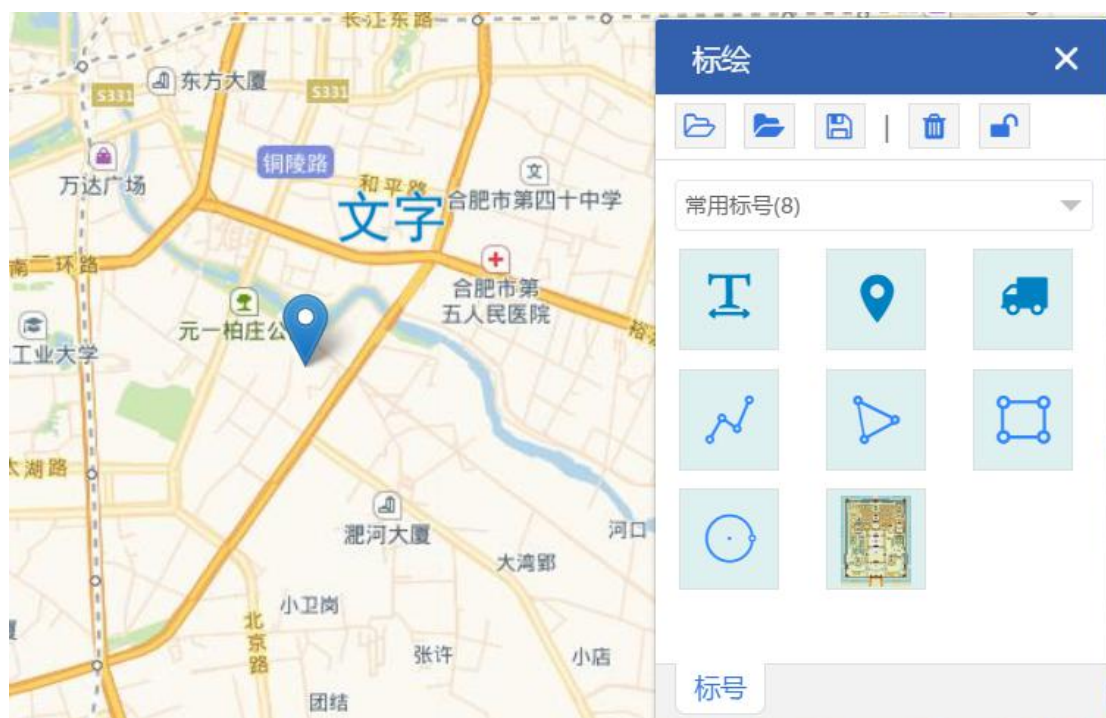 长江东路
东方大厦
S331
S331
铜陵路
万达广场
和平路
文字
合肥市第四十中学
南二环路
合肥市第
五人民医院
元一柏庄公
工业大学
太湖路
淝河大厦
河口
大湾郢
小卫岗
北京路
张许
小店
团结
标绘
常用标号(8)
标号